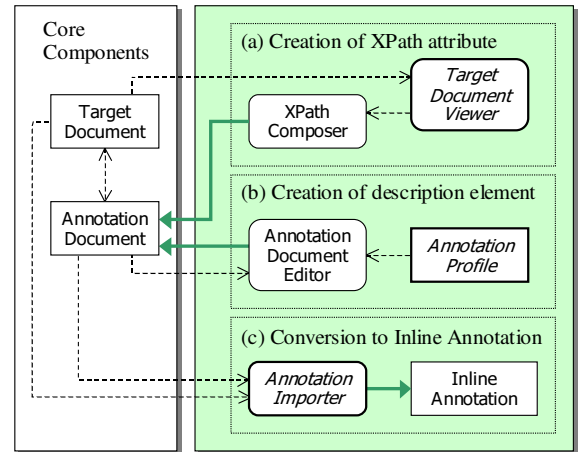 Core
Components
Target
Document
Annotation
Document
(a) Creation of XPath attribute
Target
Document
Viewer
XPath
Composer
(b) Creation of description element
Annotation
Document
Editor
Annotation
Profile
(c) Conversion to Inline Annotation
Annotation
Importer
Inline
Annotation